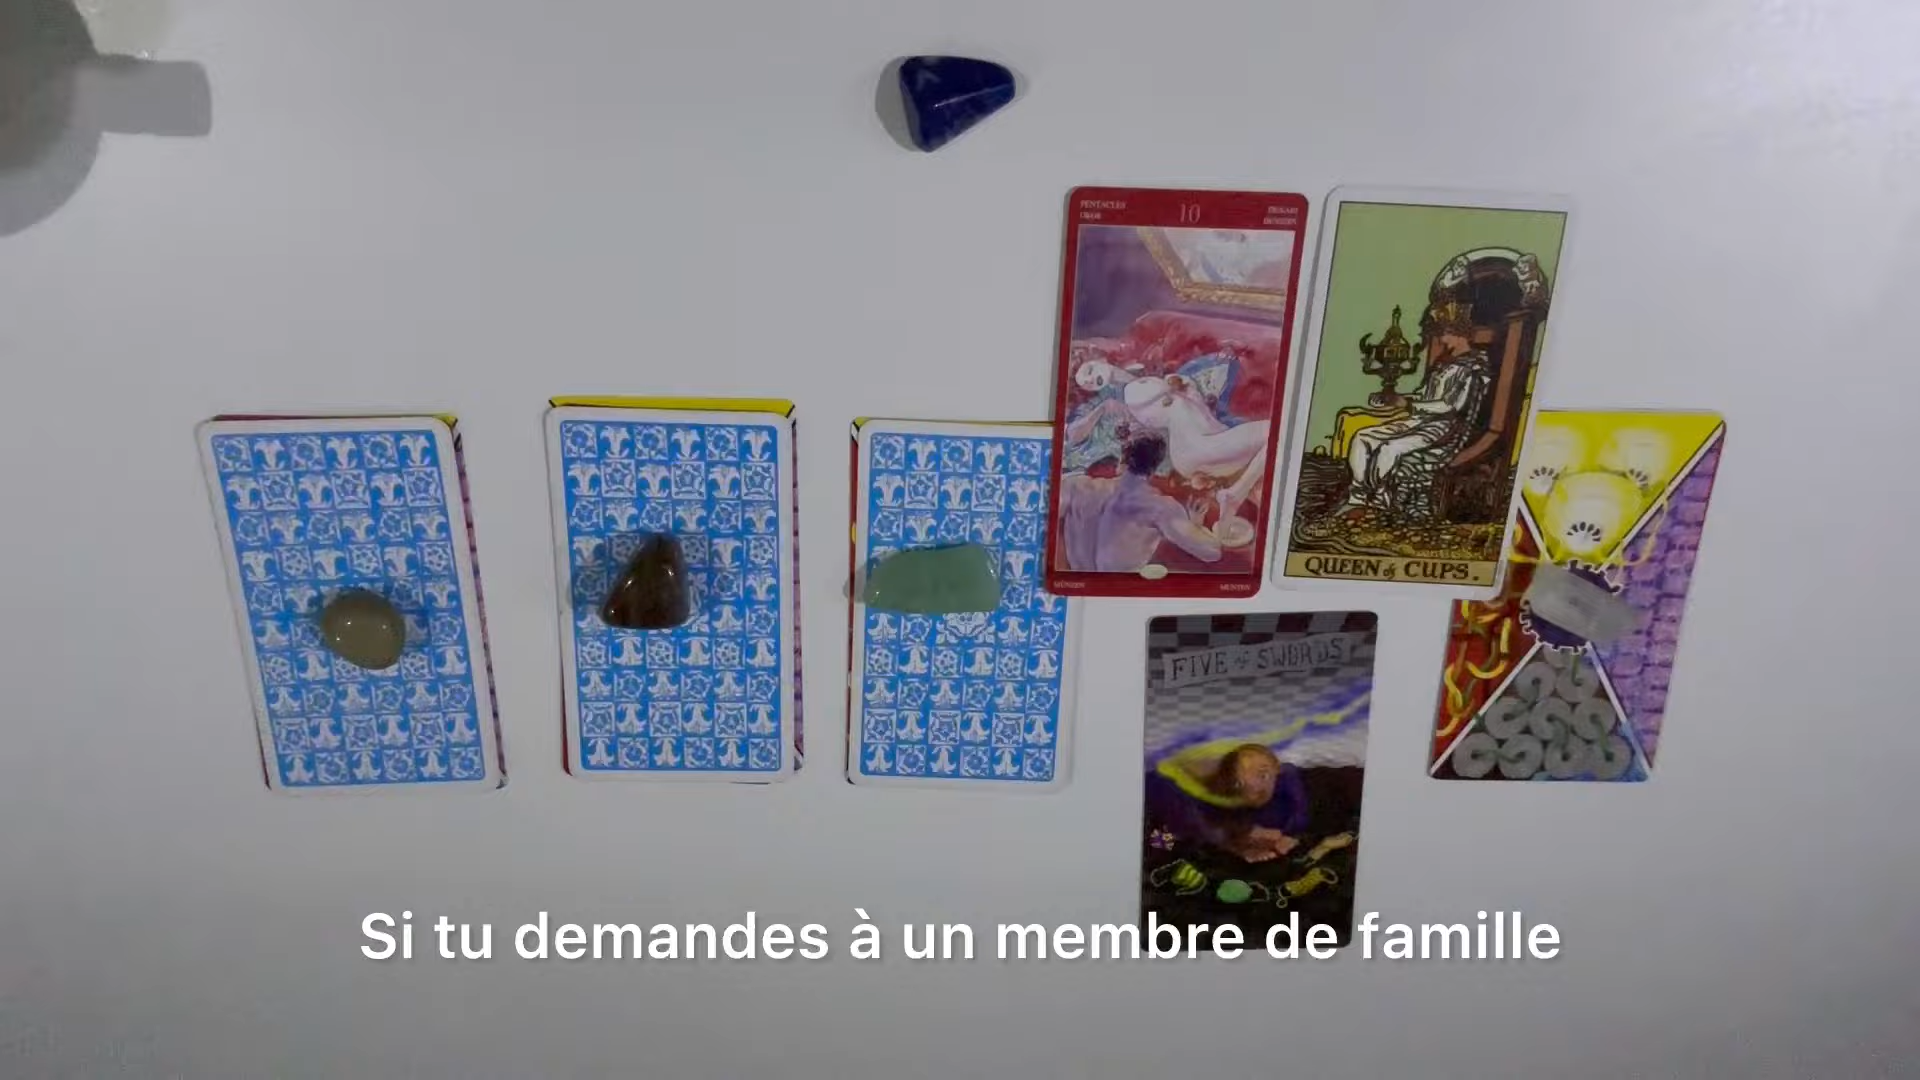 PENTACLES
10
QUEEN of CUPS.
FIVE of SWORDS
Si tu demandes à un membre de famille